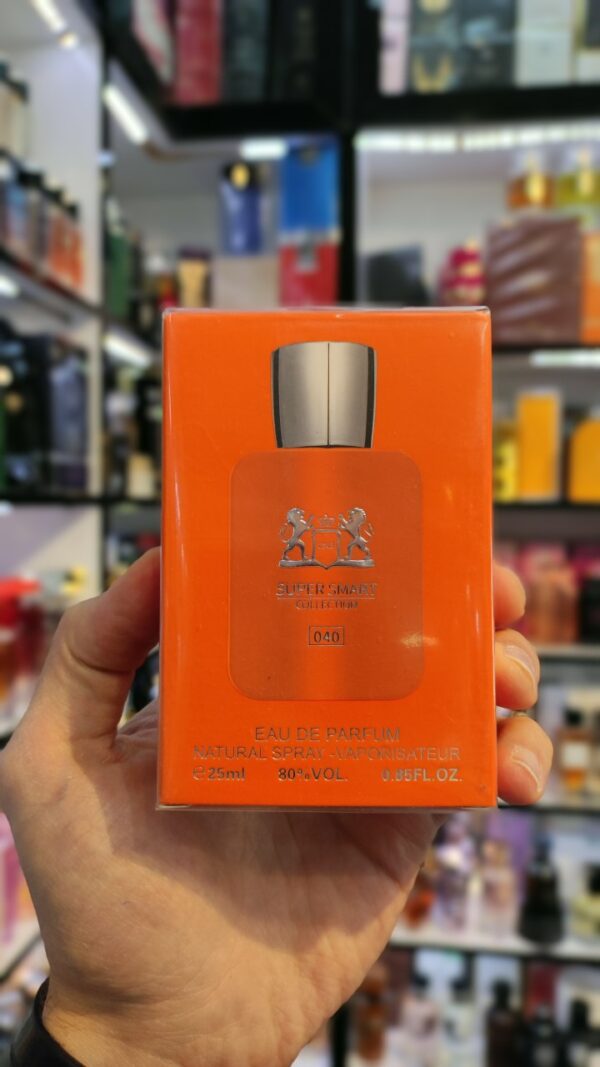 SUPER SMART
COLLECTION
040
EAU DE PARFUM
NATURAL SPRAY - VAPORISATEUR
℮25ml 80%VOL. 0.85FL.OZ.